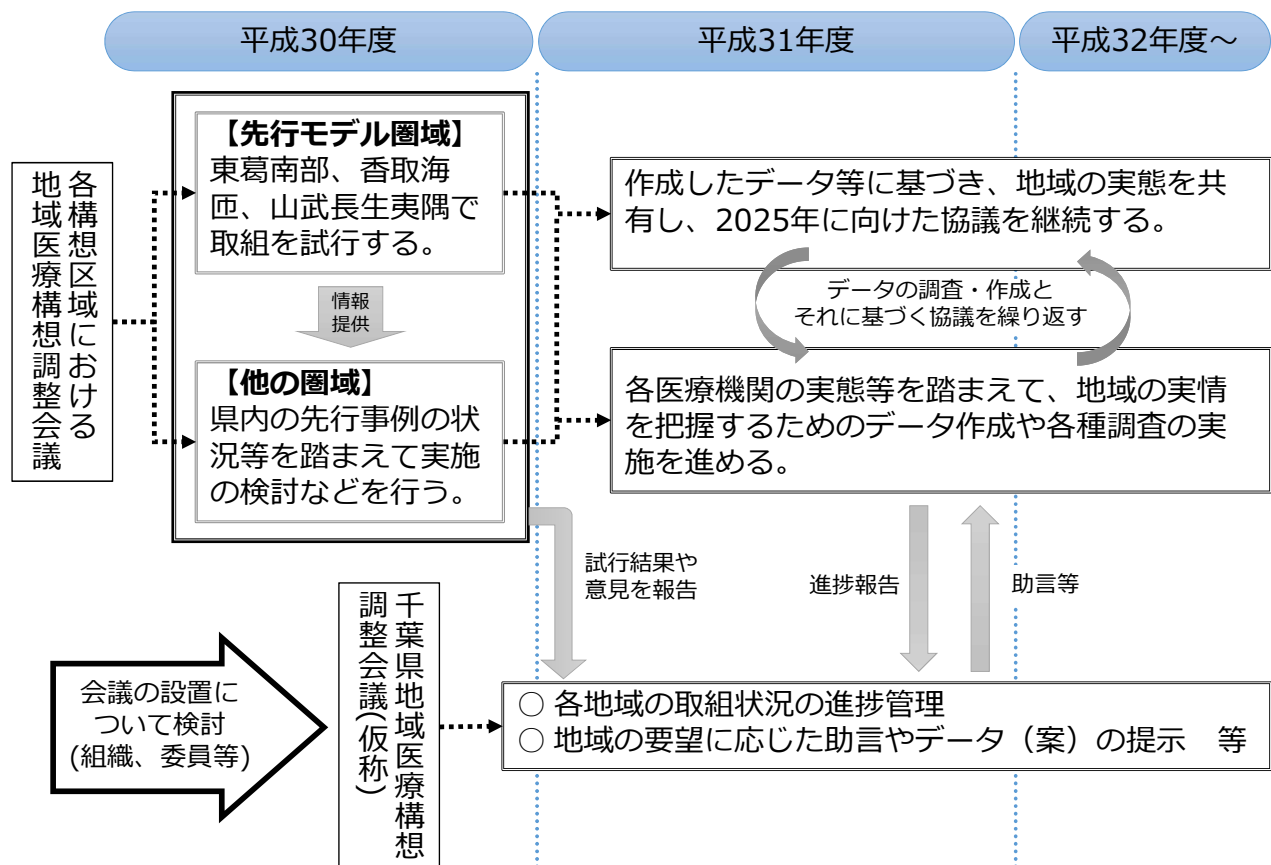 平成30年度
平成31年度
平成32年度～
各構想区域における
地域医療構想調整会議
【先行モデル圏域】
東葛南部、香取海
匝、山武長生夷隅で
取組を試行する。
情報
提供
【他の圏域】
県内の先行事例の状
況等を踏まえて実施
の検討などを行う。
作成したデータ等に基づき、地域の実態を共
有し、2025年に向けた協議を継続する。
データの調査・作成と
それに基づく協議を繰り返す
各医療機関の実態等を踏まえて、地域の実情
を把握するためのデータ作成や各種調査の実
施を進める。
試行結果や
意見を報告
進捗報告
助言等
会議の設置に
ついて検討
(組織、委員等)
千葉県地域医療構想
調整会議(仮称)
○ 各地域の取組状況の進捗管理
○ 地域の要望に応じた助言やデータ（案）の提示　等